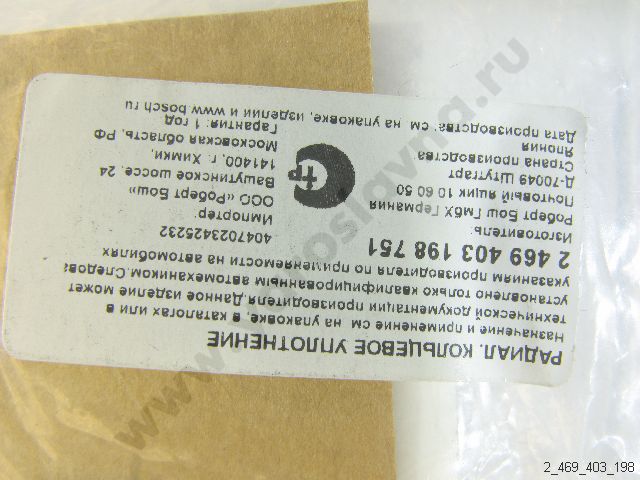 РАДИАЛ. КОЛЬЦЕВОЕ УПЛОТНЕНИЕ
Назначение и применение см. на упаковке, в каталогах или в
технической документации производителя.Данное изделие может
установлено только квалифицированным автомехаником.Следова
указаниям производителя по применяемости на автомобилях
2 469 403 198 751
4047023425232
Изготовитель:
Роберт Бош ГмбХ Германия
Почтовый ящик 10 60 50
Д-70049 Штутгарт
Страна производства:
Япония
Дата производства: см. на упаковке, изделии и www.bosch.ru
Импортер:
ООО «Роберт Бош»
Вашутинское шоссе, 24
141400, г. Химки,
Московская область, РФ
Гарантия: 1 год
2_469_403_198